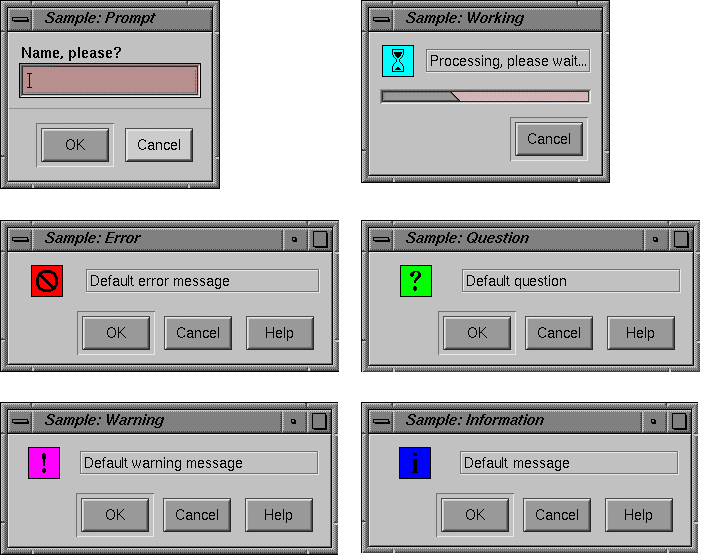 Sample: Prompt
Name, please?
OK
Cancel
Sample: Working
Processing, please wait...
Cancel
Sample: Error
Default error message
OK
Cancel
Help
Sample: Question
?
Default question
OK
Cancel
Help
Sample: Warning
!
Default warning message
OK
Cancel
Help
Sample: Information
i
Default message
OK
Cancel
Help